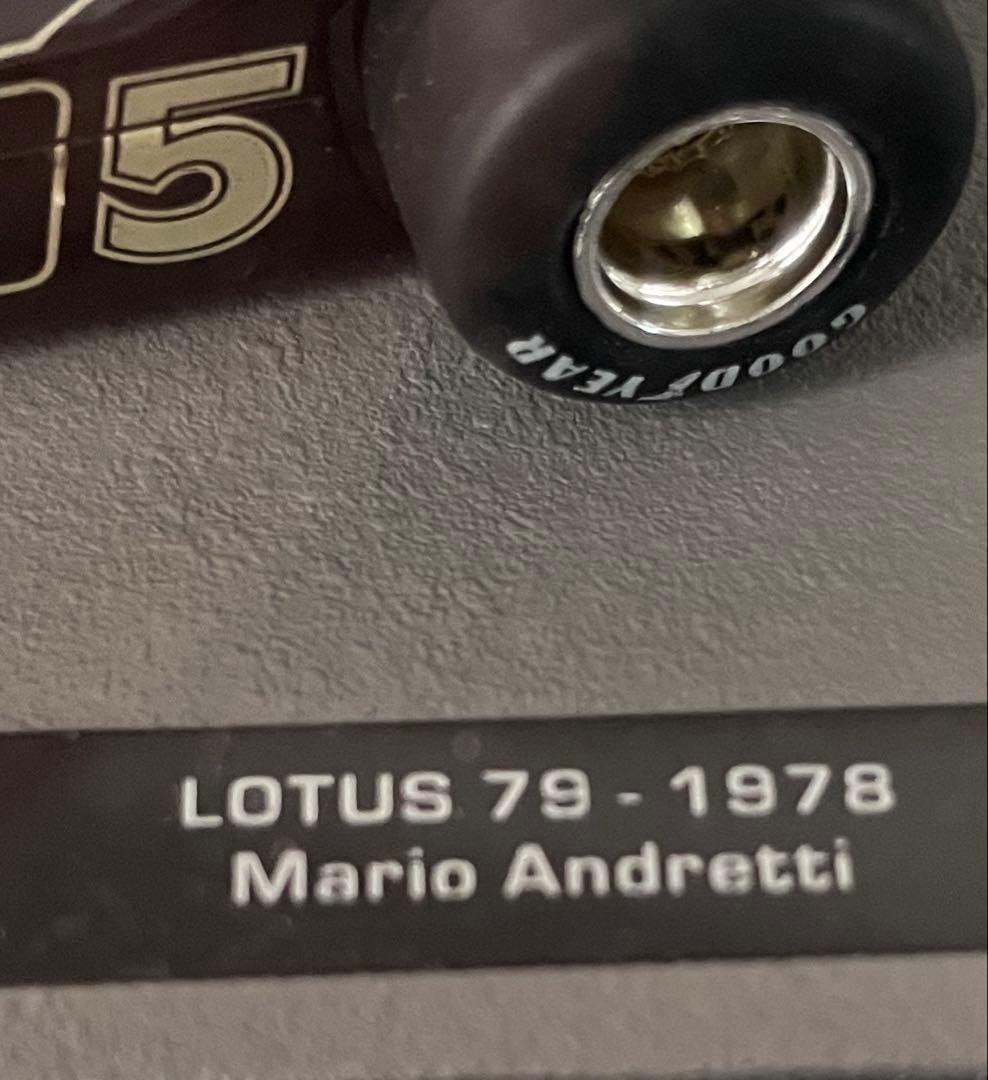 5
GOODYEAR
LOTUS 79 - 1978
Mario Andretti